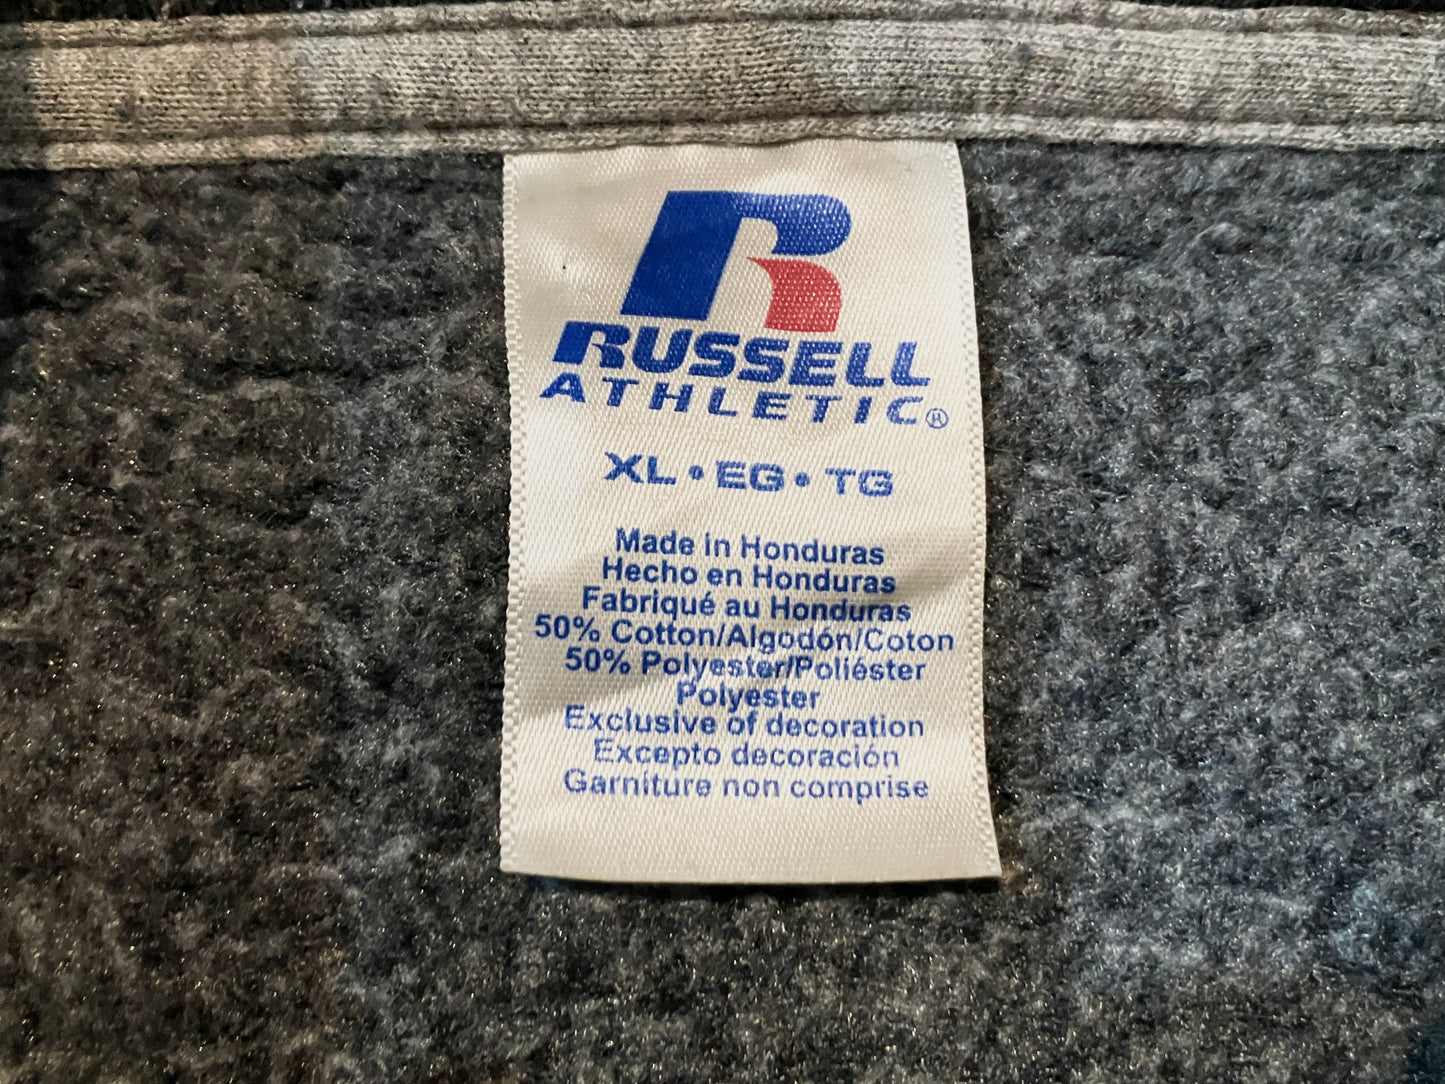 R
RUSSELL
ATHLETIC®
XL • EG • TG
Made in Honduras
Hecho en Honduras
Fabriqué au Honduras
50% Cotton/Algodón/Coton
50% Polyester/Poliéster
Polyester
Exclusive of decoration
Excepto decoración
Garniture non comprise